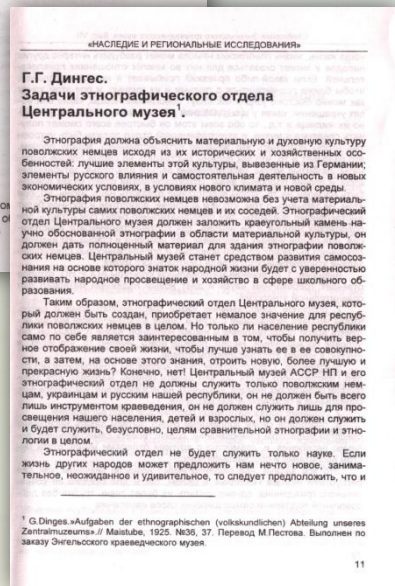 «НАСЛЕДИЕ И РЕГИОНАЛЬНЫЕ ИССЛЕДОВАНИЯ»
Г.Г. Дингес.
Задачи этнографического отдела
Центрального музея¹.
Этнография должна объяснить материальную и духовную культуру
поволжских немцев исходя из их исторических и хозяйственных осо-
бенностей: лучшие элементы этой культуры, вывезенные из Германии;
элементы русского влияния и самостоятельная деятельность в новых
экономических условиях, в условиях нового климата и новой среды.
Этнография поволжских немцев невозможна без учета материаль-
ной культуры самих поволжских немцев и их соседей. Этнографический
отдел Центрального музея должен заложить краеугольный камень на-
учно обоснованной этнографии в области материальной культуры, он
должен дать полноценный материал для здания этнографии поволж-
ских немцев. Центральный музей станет средством развития самосоз-
нания на основе которого знаток народной жизни будет с уверенностью
развивать народное просвещение и хозяйство в сфере школьного об-
разования.
Таким образом, этнографический отдел Центрального музея, кото-
рый должен быть создан, приобретает немалое значение для респуб-
лики поволжских немцев в целом. Но только ли население республики
само по себе является заинтересованным в том, чтобы получить вер-
ное отображение своей жизни, чтобы лучше узнать ее в ее совокупно-
сти, а затем, на основе этого знания, отроить новую, более лучшую и
прекрасную жизнь? Конечно, нет! Центральный музей АССР НП и его
этнографический отдел не должны служить только поволжским нем-
цам, украинцам и русским нашей республики, он не должен быть всего
лишь инструментом краеведения, он не должен служить лишь для про-
свещения нашего населения, детей и взрослых, но он должен служить
и будет служить, безусловно, целям сравнительной этнографии и этно-
логии в целом.
Этнографический отдел не будет служить только науке. Если
жизнь других народов может предложить нам нечто новое, занима-
тельное, неожиданное и удивительное, то следует предположить, что и
¹ G.Dinges.»Aufgaben der ethnographischen (volkskundlichen) Abteilung unseres
Zentralmuzeums».// Maistube, 1925. №36, 37. Перевод М.Пестова. Выполнен по
заказу Энгельсского краеведческого музея.
11